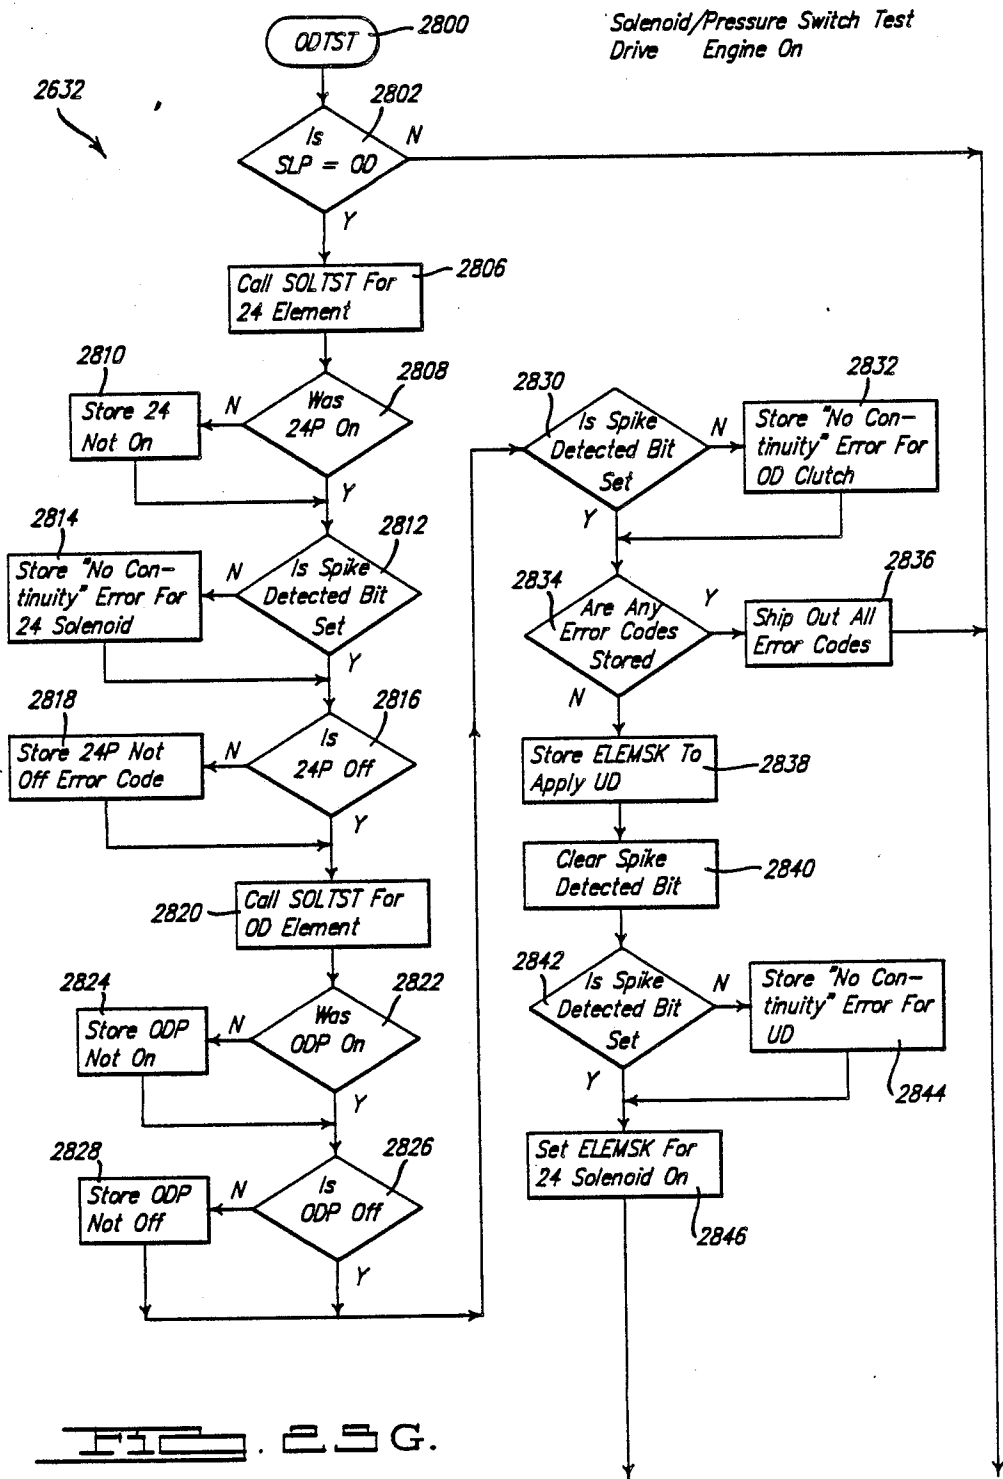 ODTST
2800
Solenoid/Pressure Switch Test
Drive Engine On
2632
2802
Is
SLP = OD
N
Y
Call SOLTST For
24 Element
2806
2810
Store 24
Not On
N
Was
24P On
2808
Y
2814
Store "No Con-
tinuity" Error For
24 Solenoid
N
Is Spike
Detected Bit
Set
2812
Y
2818
Store 24P Not
Off Error Code
N
Is
24P Off
2816
Y
2820
Call SOLTST For
OD Element
2824
Store ODP
Not On
N
Was
ODP On
2822
Y
2828
Store ODP
Not Off
N
Is
ODP Off
2826
Y
2830
Is Spike
Detected Bit
Set
N
Y
2832
Store "No Con-
tinuity" Error For
OD Clutch
2834
Are Any
Error Codes
Stored
Y
N
2836
Ship Out All
Error Codes
Store ELEMSK To
Apply UD
2838
Clear Spike
Detected Bit
2840
2842
Is Spike
Detected Bit
Set
N
Y
Store "No Con-
tinuity" Error For
UD
2844
Set ELEMSK For
24 Solenoid On
2846